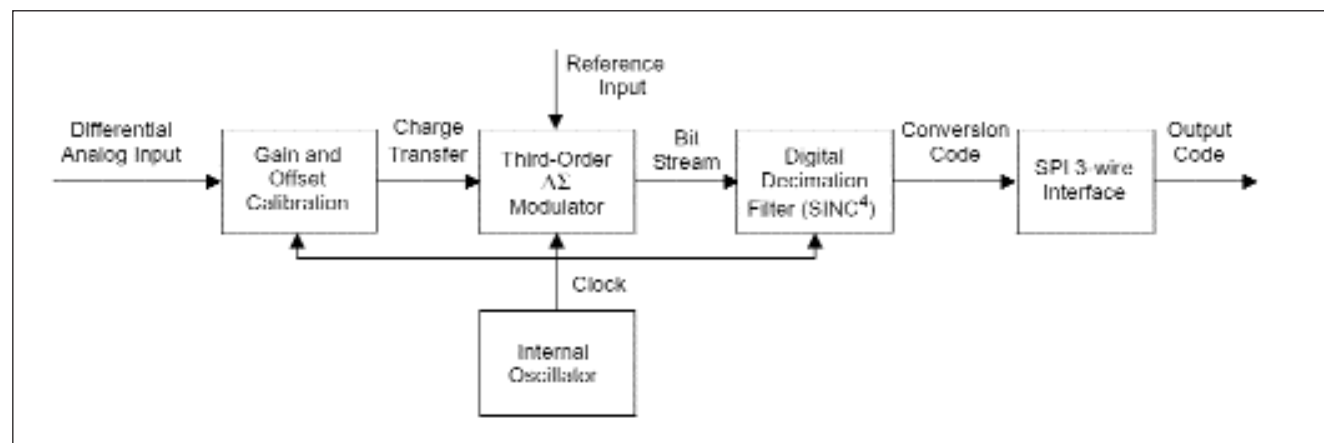 Reference
Input
Differential
Analog Input
Gain and
Offset
Calibration
Charge
Transfer
Third-Order
ΔΣ
Modulator
Bit
Stream
Digital
Decimation
Filter (SINC⁴)
Conversion
Code
SPI 3-wire
Interface
Output
Code
Clock
Internal
Oscillator